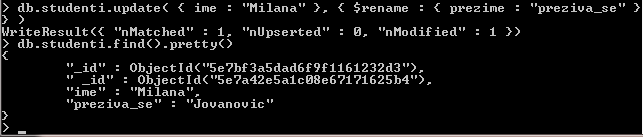 > db.studenti.update( { ime : "Milana" }, { $rename : { prezime : "preziva_se" }
} )
WriteResult({ "nMatched" : 1, "nUpserted" : 0, "nModified" : 1 })
> db.studenti.find().pretty()
{
        "_id" : ObjectId("5e7bf3a5dad6f9f1161232d3"),
        " _id" : ObjectId("5e7a42e5a1c08e67171625b4"),
        "ime" : "Milana",
        "preziva_se" : "Jovanovic"
}
> _